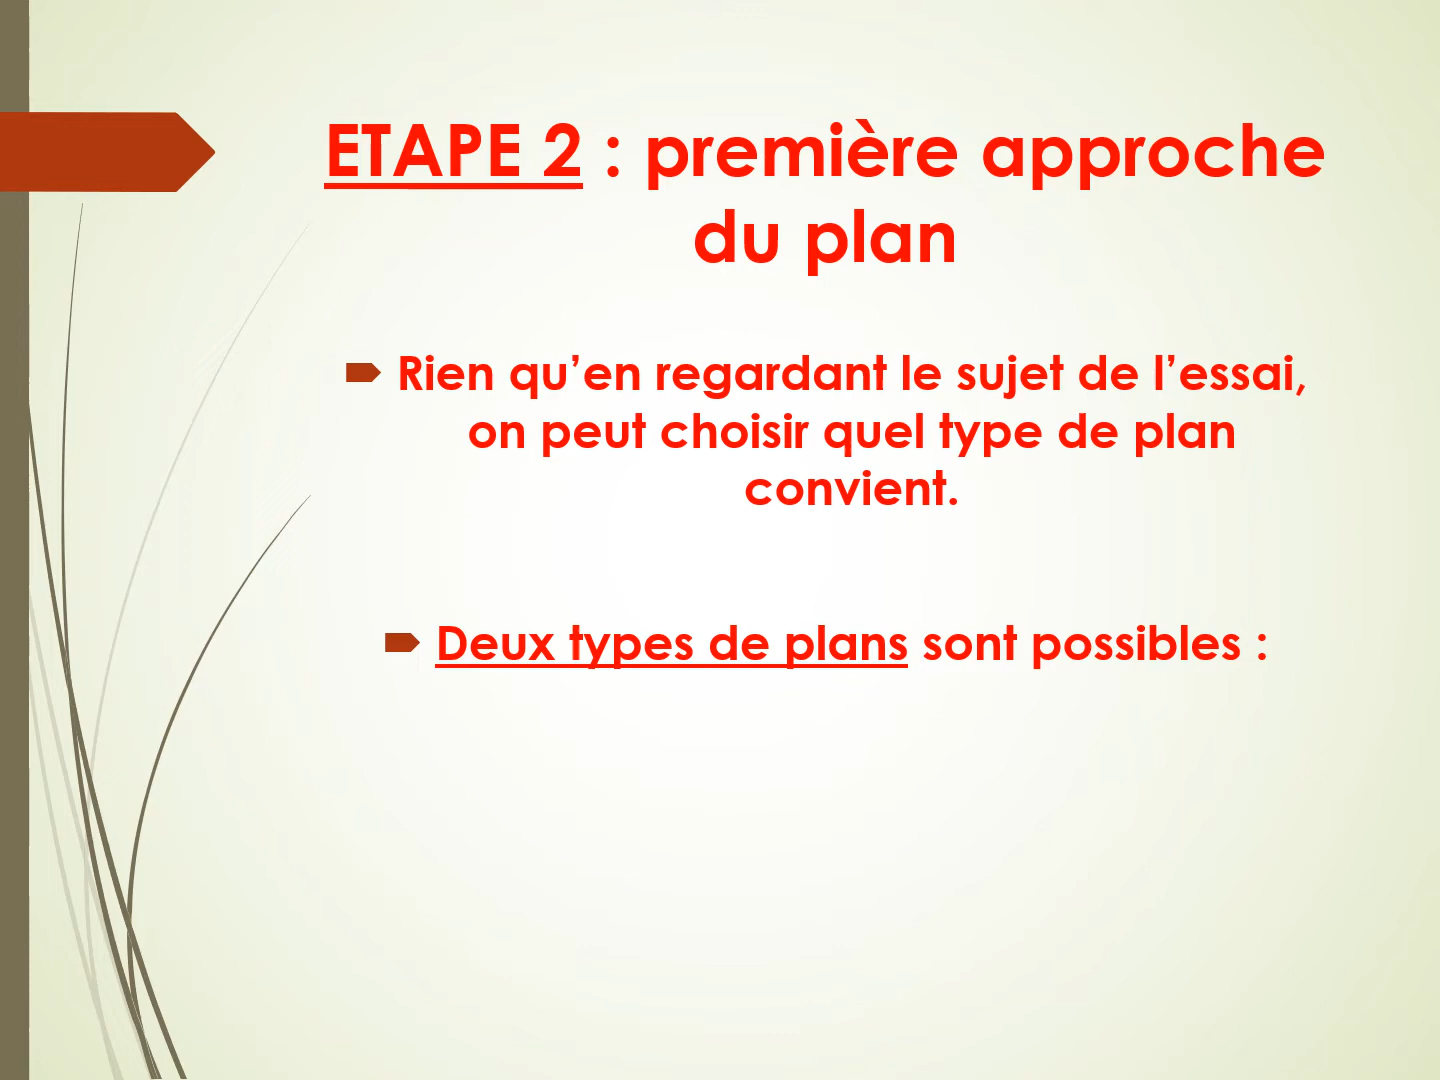 ETAPE 2 : première approche
du plan
Rien qu’en regardant le sujet de l’essai,
on peut choisir quel type de plan
convient.
Deux types de plans sont possibles :